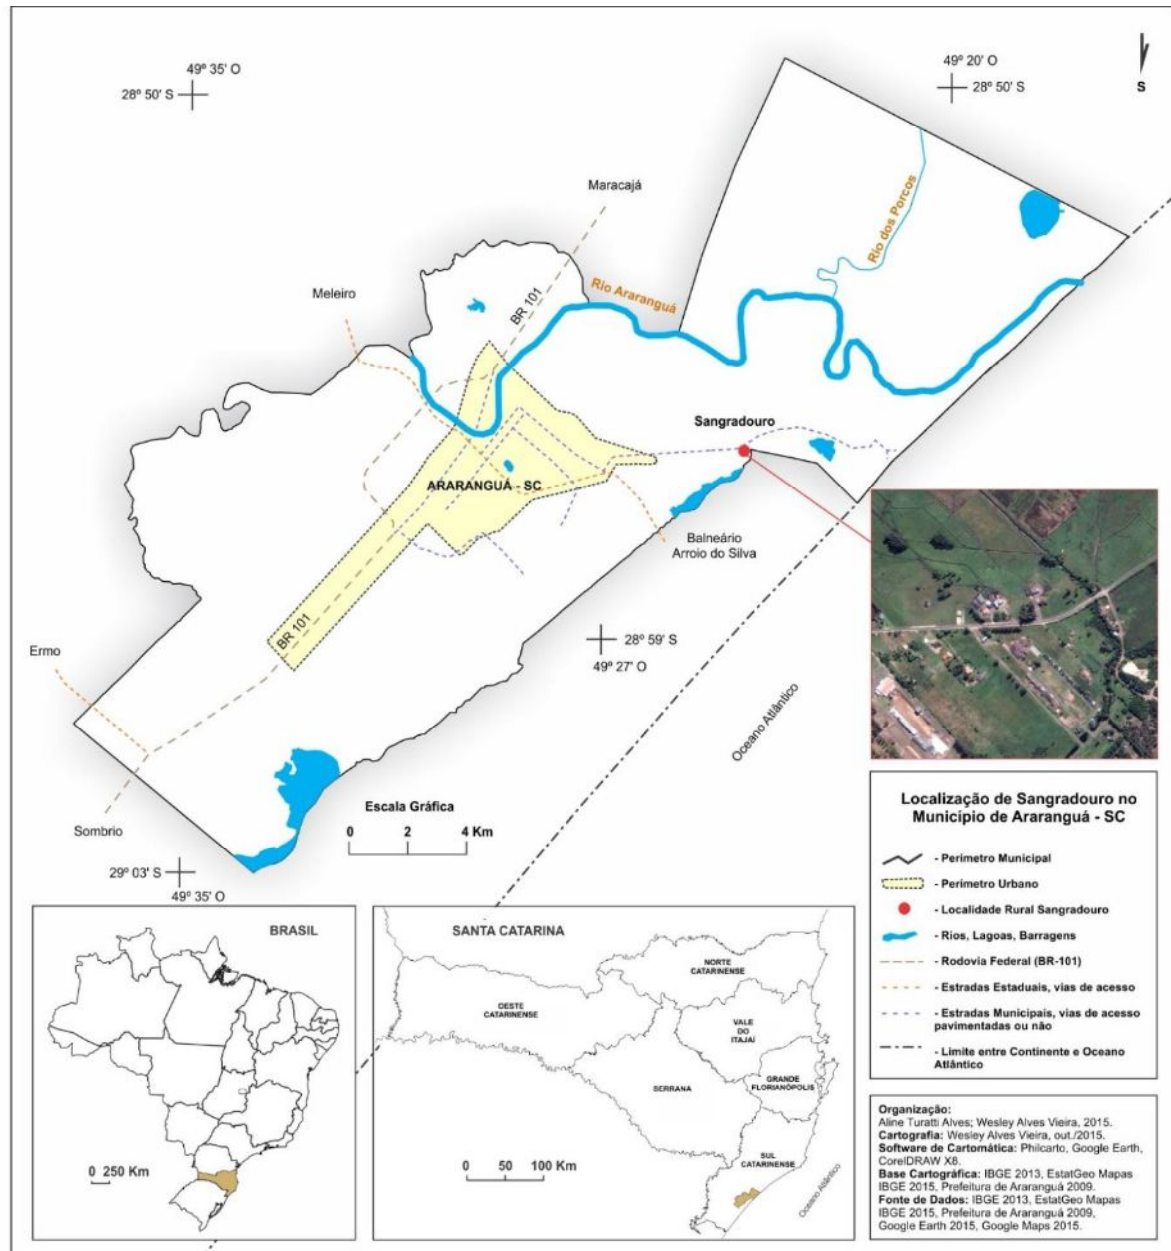 49º 35' O
28º 50' S
49º 20' O
28º 50' S
S
Maracajá
Rio dos Porcos
Meleiro
BR 101
Rio Araranguá
Sangradouro
ARARANGUÁ - SC
Balneário
Arroio do Silva
BR 101
28º 59' S
49º 27' O
Ermo
Oceano Atlântico
Sombrio
Escala Gráfica
0 2 4 Km
29º 03' S
49º 35' O
Localização de Sangradouro no
Município de Araranguá - SC
- Perímetro Municipal
- Perímetro Urbano
- Localidade Rural Sangradouro
- Rios, Lagoas, Barragens
- Rodovia Federal (BR-101)
- Estradas Estaduais, vias de acesso
- Estradas Municipais, vias de acesso
pavimentadas ou não
- Limite entre Continente e Oceano
Atlântico
BRASIL
0 250 Km
SANTA CATARINA
NORTE
CATARINENSE
OESTE
CATARINENSE
VALE
DO
ITAJAÍ
SERRANA
GRANDE
FLORIANÓPOLIS
SUL
CATARINENSE
0 50 100 Km
Oceano Atlântico
Organização:
Aline Turatti Alves; Wesley Alves Vieira, 2015.
Cartografia: Wesley Alves Vieira, out./2015.
Software de Cartomática: Philcarto, Google Earth,
CorelDRAW X8.
Base Cartográfica: IBGE 2013, EstatGeo Mapas
IBGE 2015, Prefeitura de Araranguá 2009.
Fonte de Dados: IBGE 2013, EstatGeo Mapas
IBGE 2015, Prefeitura de Araranguá 2009,
Google Earth 2015, Google Maps 2015.